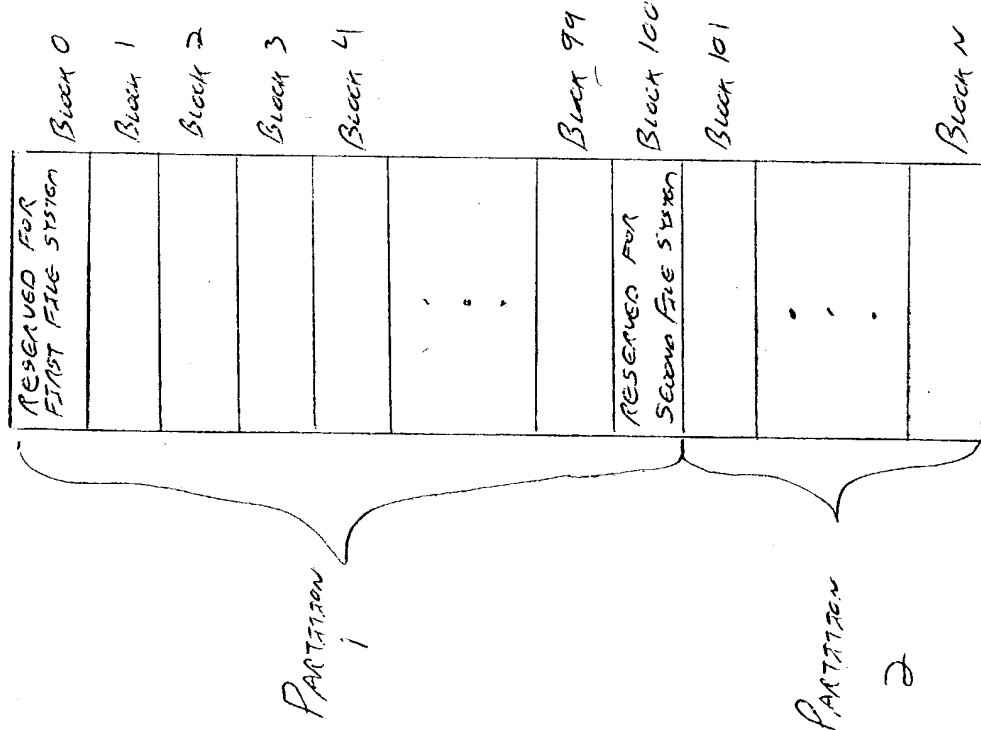 RESERVED FOR
FIRST FILE SYSTEM
Block 0
Block 1
Block 2
Block 3
Block 4
Block 99
RESERVED FOR
SECOND FILE SYSTEM
Block 100
Block 101
Block N
PARTITION
1
PARTITION
2